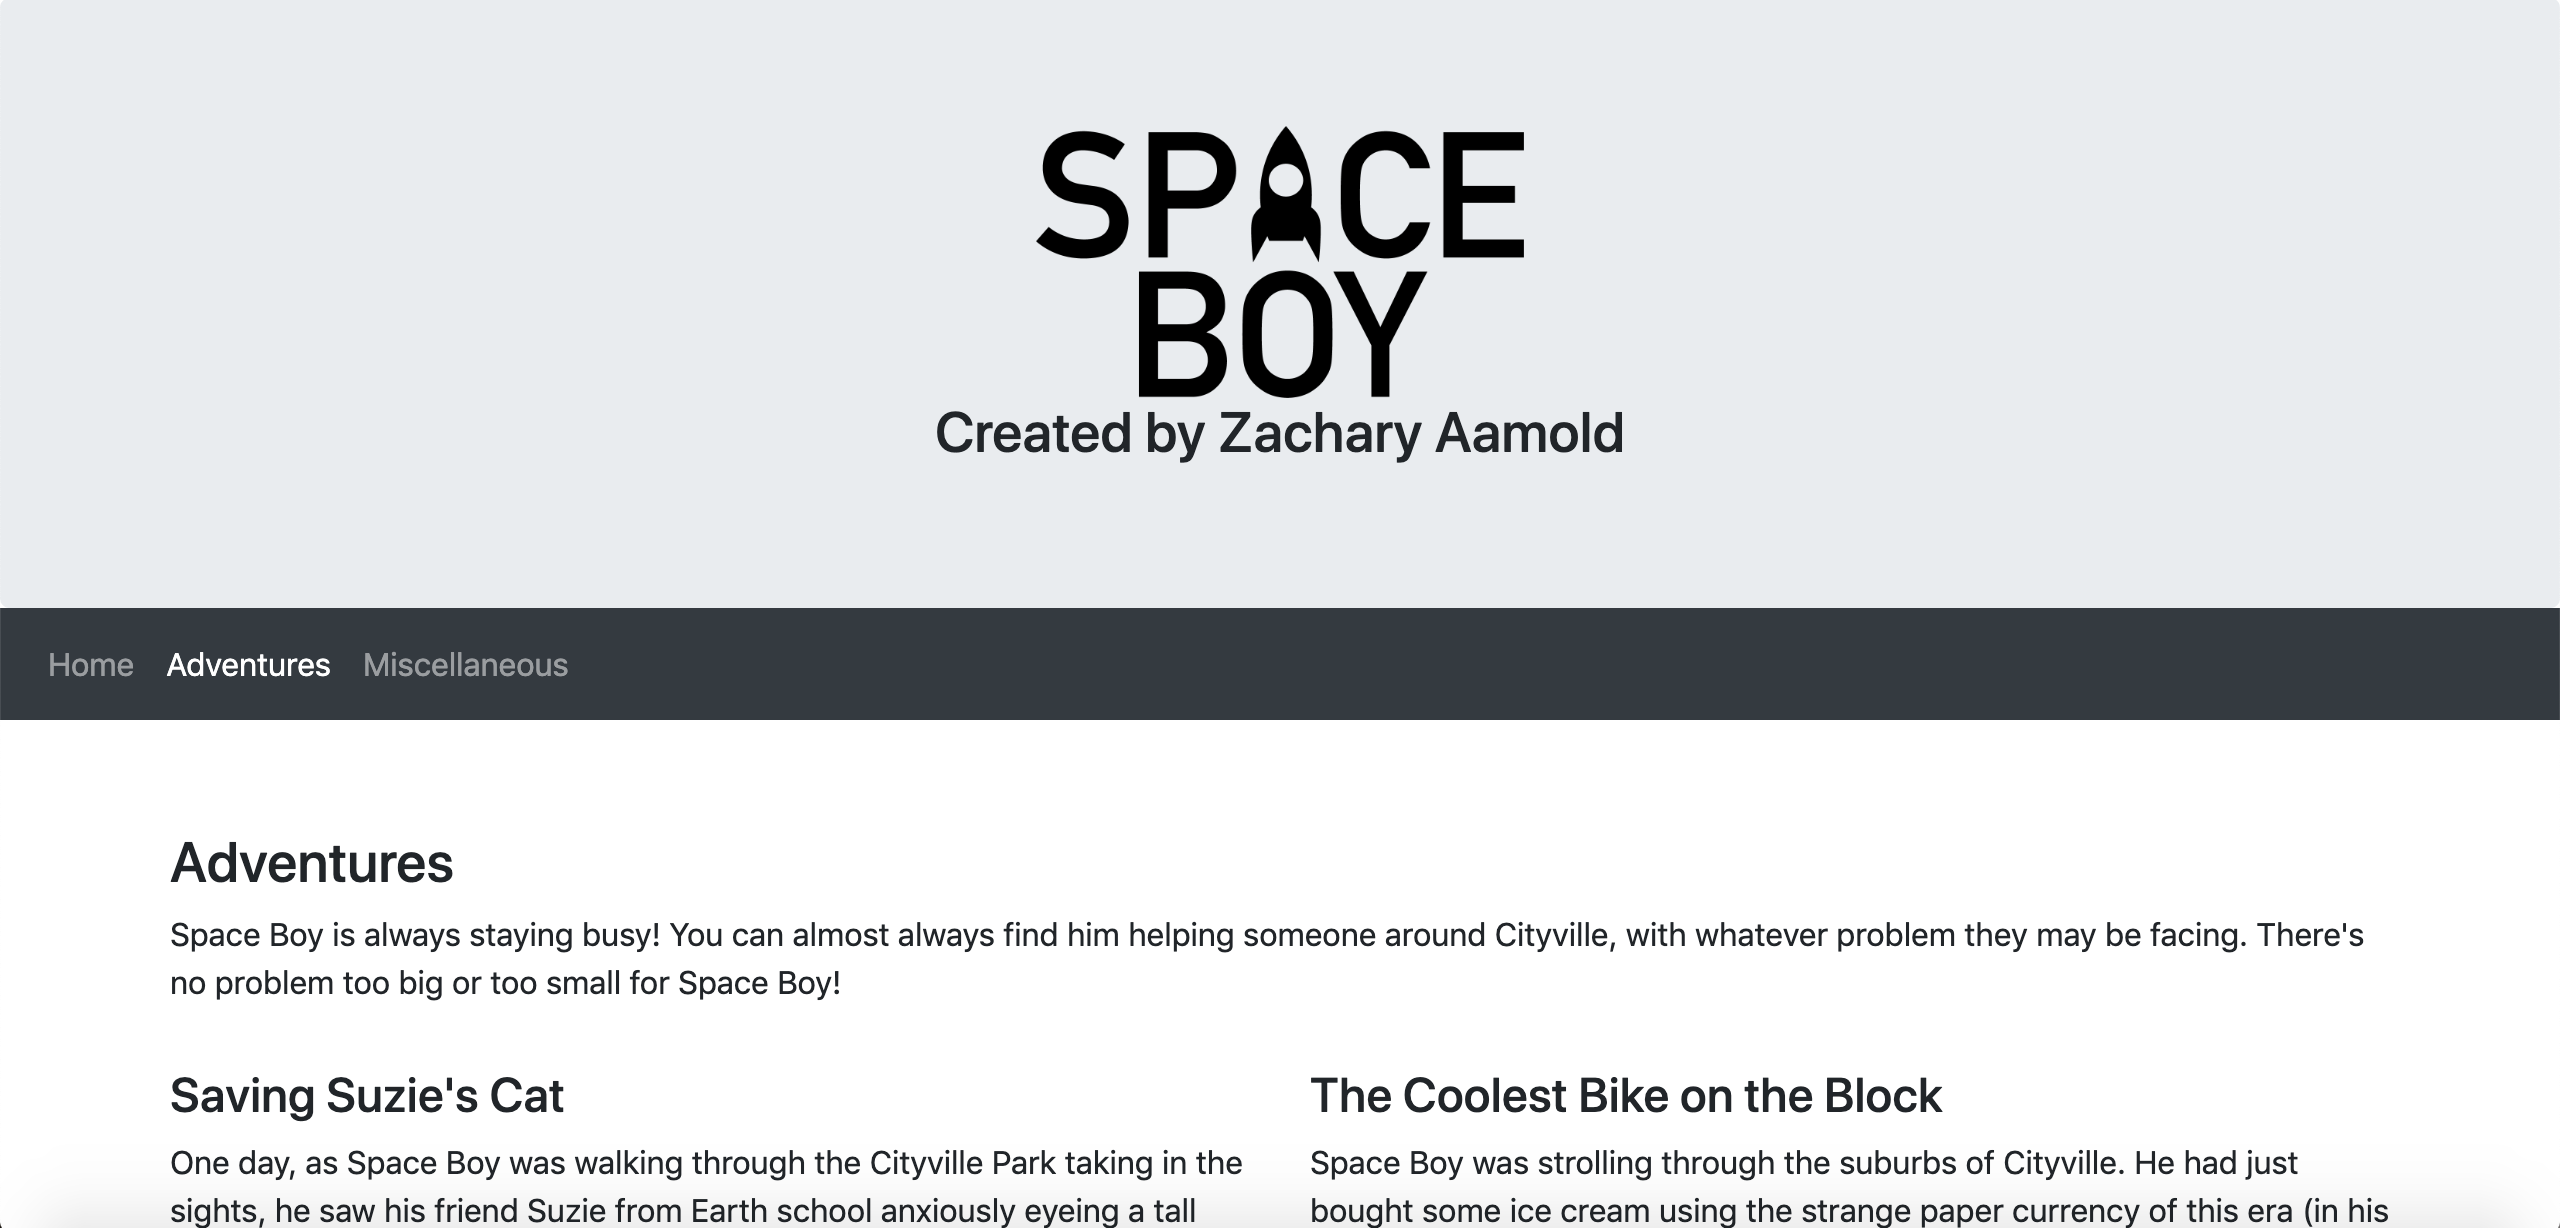 SPACE
BOY
Created by Zachary Aamold
Home Adventures Miscellaneous
Adventures
Space Boy is always staying busy! You can almost always find him helping someone around Cityville, with whatever problem they may be facing. There's
no problem too big or too small for Space Boy!
Saving Suzie's Cat
One day, as Space Boy was walking through the Cityville Park taking in the
sights, he saw his friend Suzie from Earth school anxiously eyeing a tall
The Coolest Bike on the Block
Space Boy was strolling through the suburbs of Cityville. He had just
bought some ice cream using the strange paper currency of this era (in his